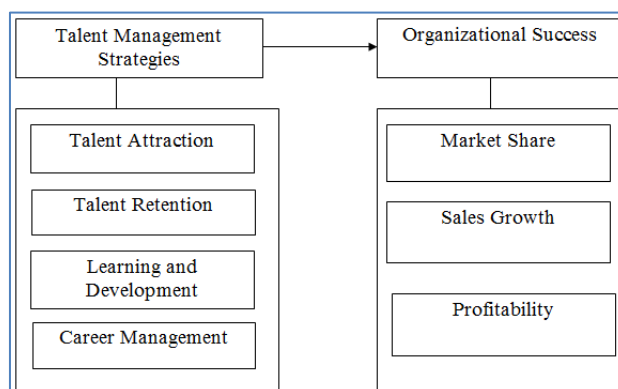 Talent Management
Strategies
Organizational Success
Talent Attraction
Talent Retention
Learning and
Development
Career Management
Market Share
Sales Growth
Profitability